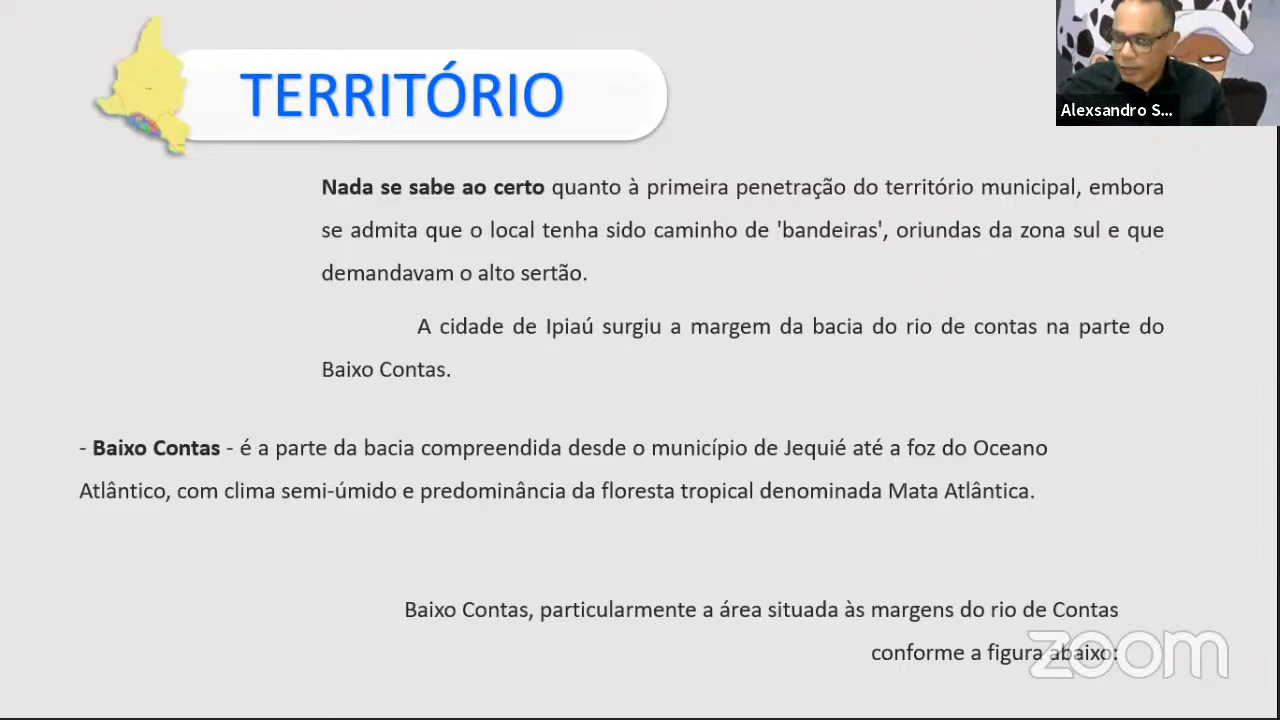 TERRITÓRIO
Alexsandro S...
Nada se sabe ao certo quanto à primeira penetração do território municipal, embora
se admita que o local tenha sido caminho de 'bandeiras', oriundas da zona sul e que
demandavam o alto sertão.
A cidade de Ipiaú surgiu a margem da bacia do rio de contas na parte do
Baixo Contas.
- Baixo Contas - é a parte da bacia compreendida desde o município de Jequié até a foz do Oceano
Atlântico, com clima semi-úmido e predominância da floresta tropical denominada Mata Atlântica.
Baixo Contas, particularmente a área situada às margens do rio de Contas
conforme a figura abaixo:
zoom